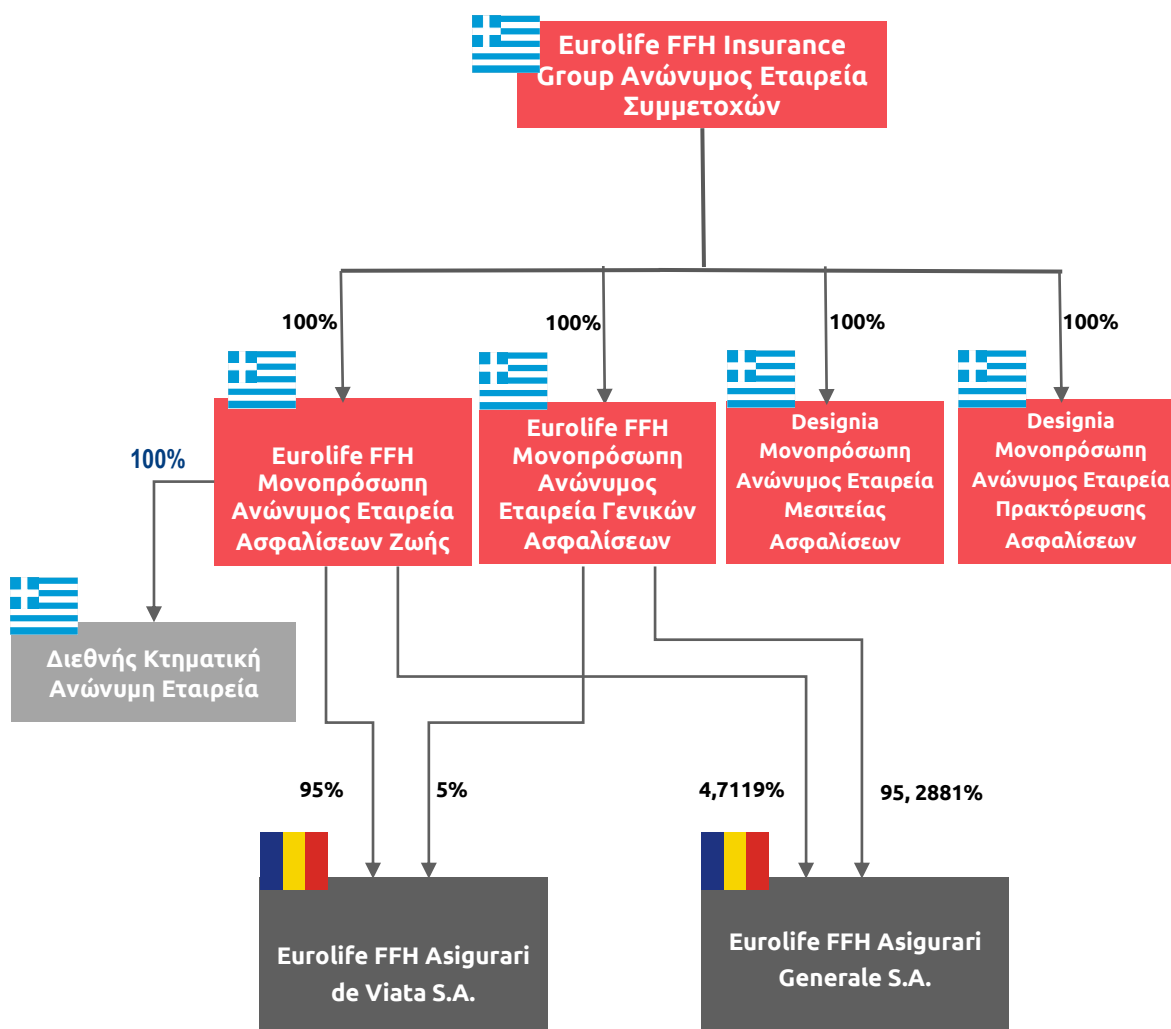 Eurolife FFH Insurance
Group Ανώνυμος Εταιρεία
Συμμετοχών
100%
100%
100%
100%
Eurolife FFH
Μονοπρόσωπη
Ανώνυμος Εταιρεία
Ασφαλίσεων Ζωής
Eurolife FFH
Μονοπρόσωπη
Ανώνυμος
Εταιρεία Γενικών
Ασφαλίσεων
Designia
Μονοπρόσωπη
Ανώνυμος Εταιρεία
Μεσιτείας
Ασφαλίσεων
Designia
Μονοπρόσωπη
Ανώνυμος Εταιρεία
Πρακτόρευσης
Ασφαλίσεων
100%
Διεθνής Κτηματική
Ανώνυμη Εταιρεία
95%
5%
4,7119%
95, 2881%
Eurolife FFH Asigurari
de Viata S.A.
Eurolife FFH Asigurari
Generale S.A.